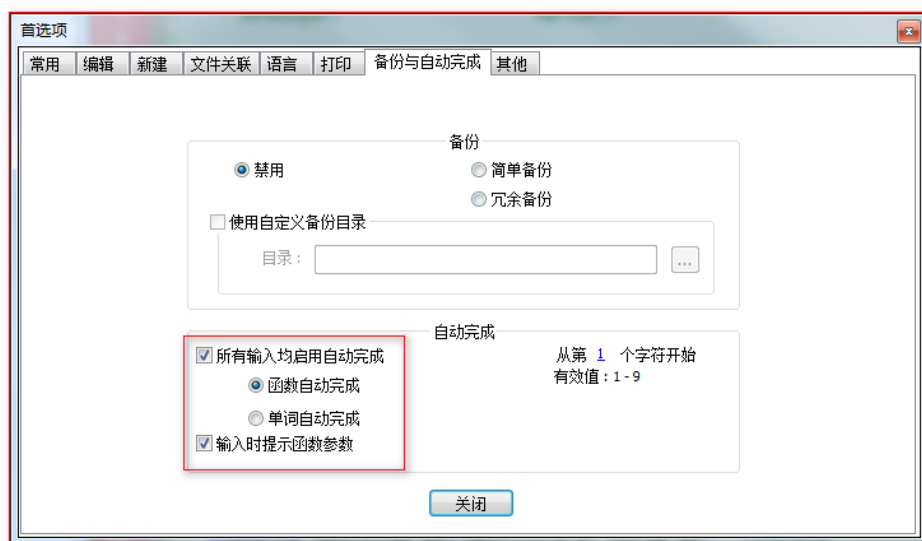 首选项
常用 编辑 新建 文件关联 语言 打印 备份与自动完成 其他
备份
禁用 简单备份
冗余备份
使用自定义备份目录
目录： ...
自动完成
所有输入均启用自动完成 从第 1 个字符开始
函数自动完成 有效值：1-9
单词自动完成
输入时提示函数参数
关闭